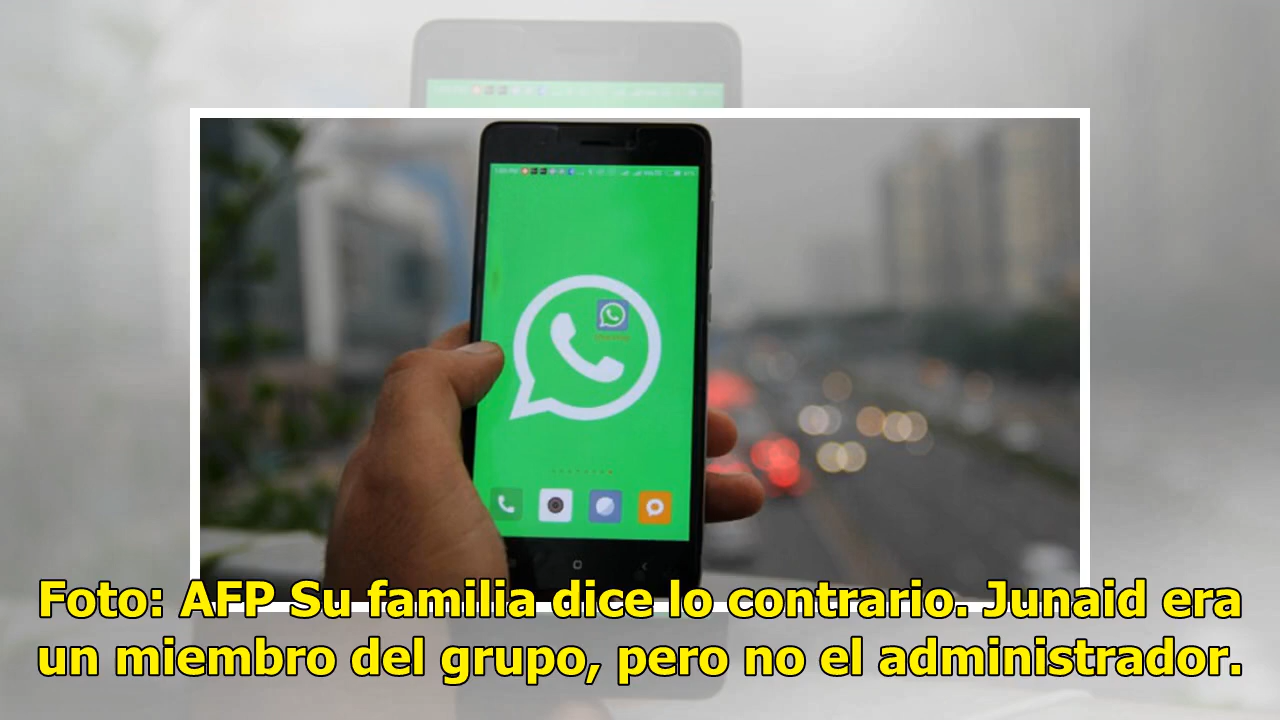 Foto: AFP Su familia dice lo contrario. Junaid era
un miembro del grupo, pero no el administrador.